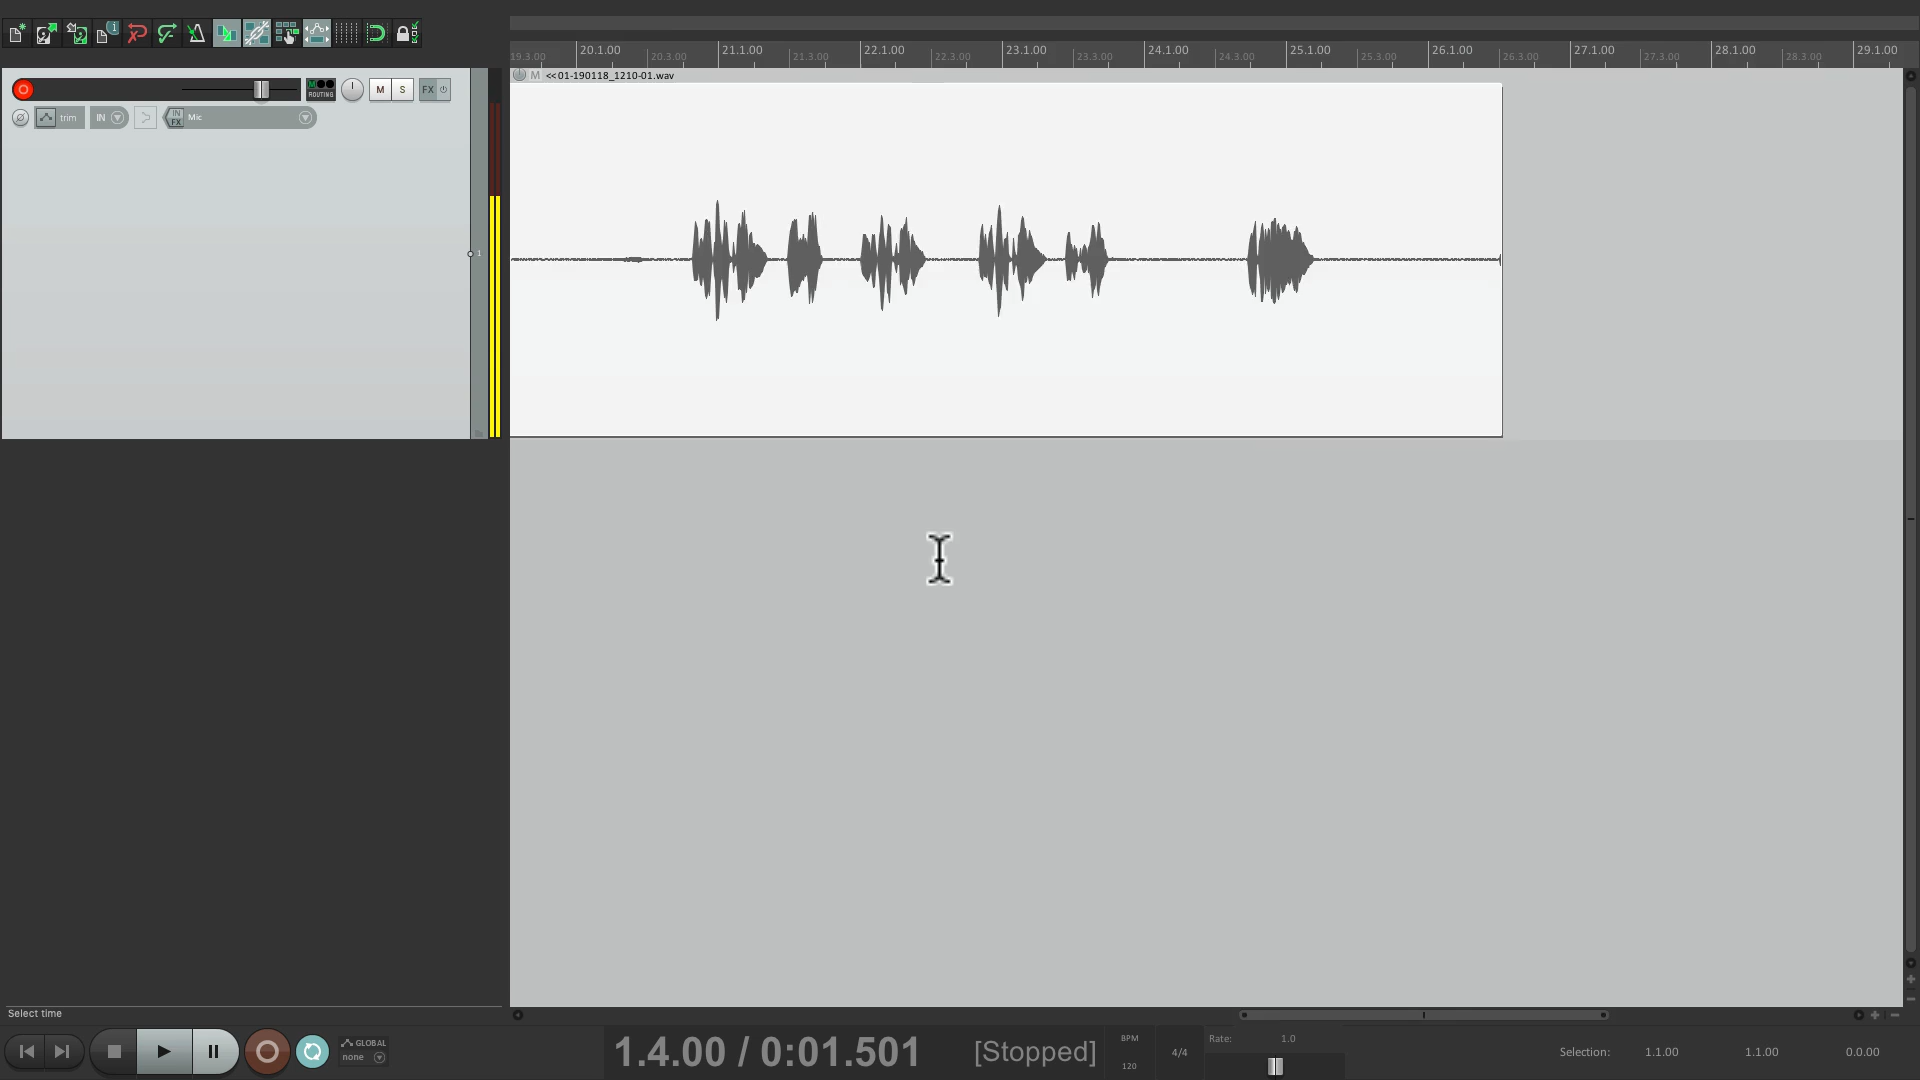 19.3.00 20.1.00 20.3.00 21.1.00 21.3.00 22.1.00 22.3.00 23.1.00 23.3.00 24.1.00 24.3.00 25.1.00 25.3.00 26.1.00 26.3.00 27.1.00 27.3.00 28.1.00 28.3.00 29.1.00
M <<01-190118_1210-01.wav
ROUTING M S FX
trim IN IN FX Mic
1
Select time
GLOBAL
none
1.4.00 / 0:01.501 [Stopped]
BPM
120
4/4
Rate: 1.0
Selection: 1.1.00 1.1.00 0.0.00